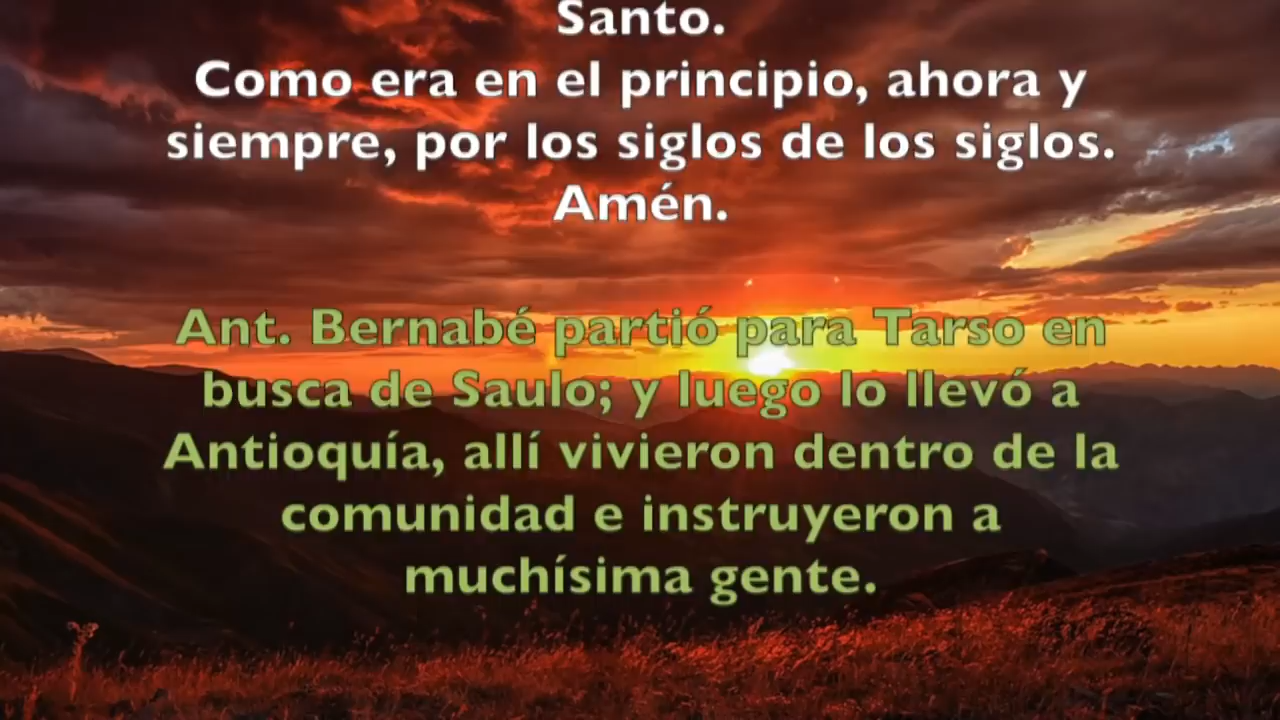 Santo.
Como era en el principio, ahora y
siempre, por los siglos de los siglos.
Amén.
Ant. Bernabé partió para Tarso en
busca de Saulo; y luego lo llevó a
Antioquía, allí vivieron dentro de la
comunidad e instruyeron a
muchísima gente.